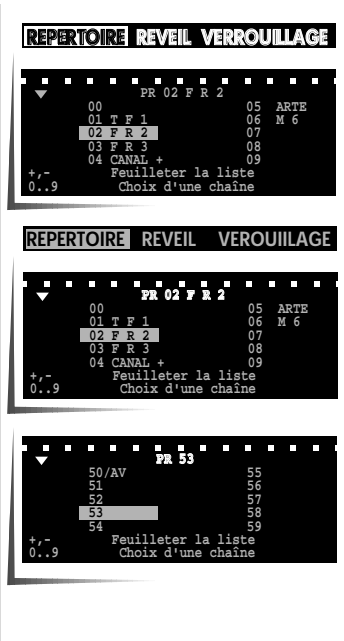 REPERTOIRE REVEIL VERROUILLAGE
PR 02 F R 2
00 05 ARTE
01 T F 1 06 M 6
02 F R 2 07
03 F R 3 08
04 CANAL + 09
+,- Feuilleter la liste
0..9 Choix d'une chaîne
REPERTOIRE REVEIL VEROUIILAGE
PR 02 F R 2
00 05 ARTE
01 T F 1 06 M 6
02 F R 2 07
03 F R 3 08
04 CANAL + 09
+,- Feuilleter la liste
0..9 Choix d'une chaîne
PR 53
50/AV 55
51 56
52 57
53 58
54 59
+,- Feuilleter la liste
0..9 Choix d'une chaîne